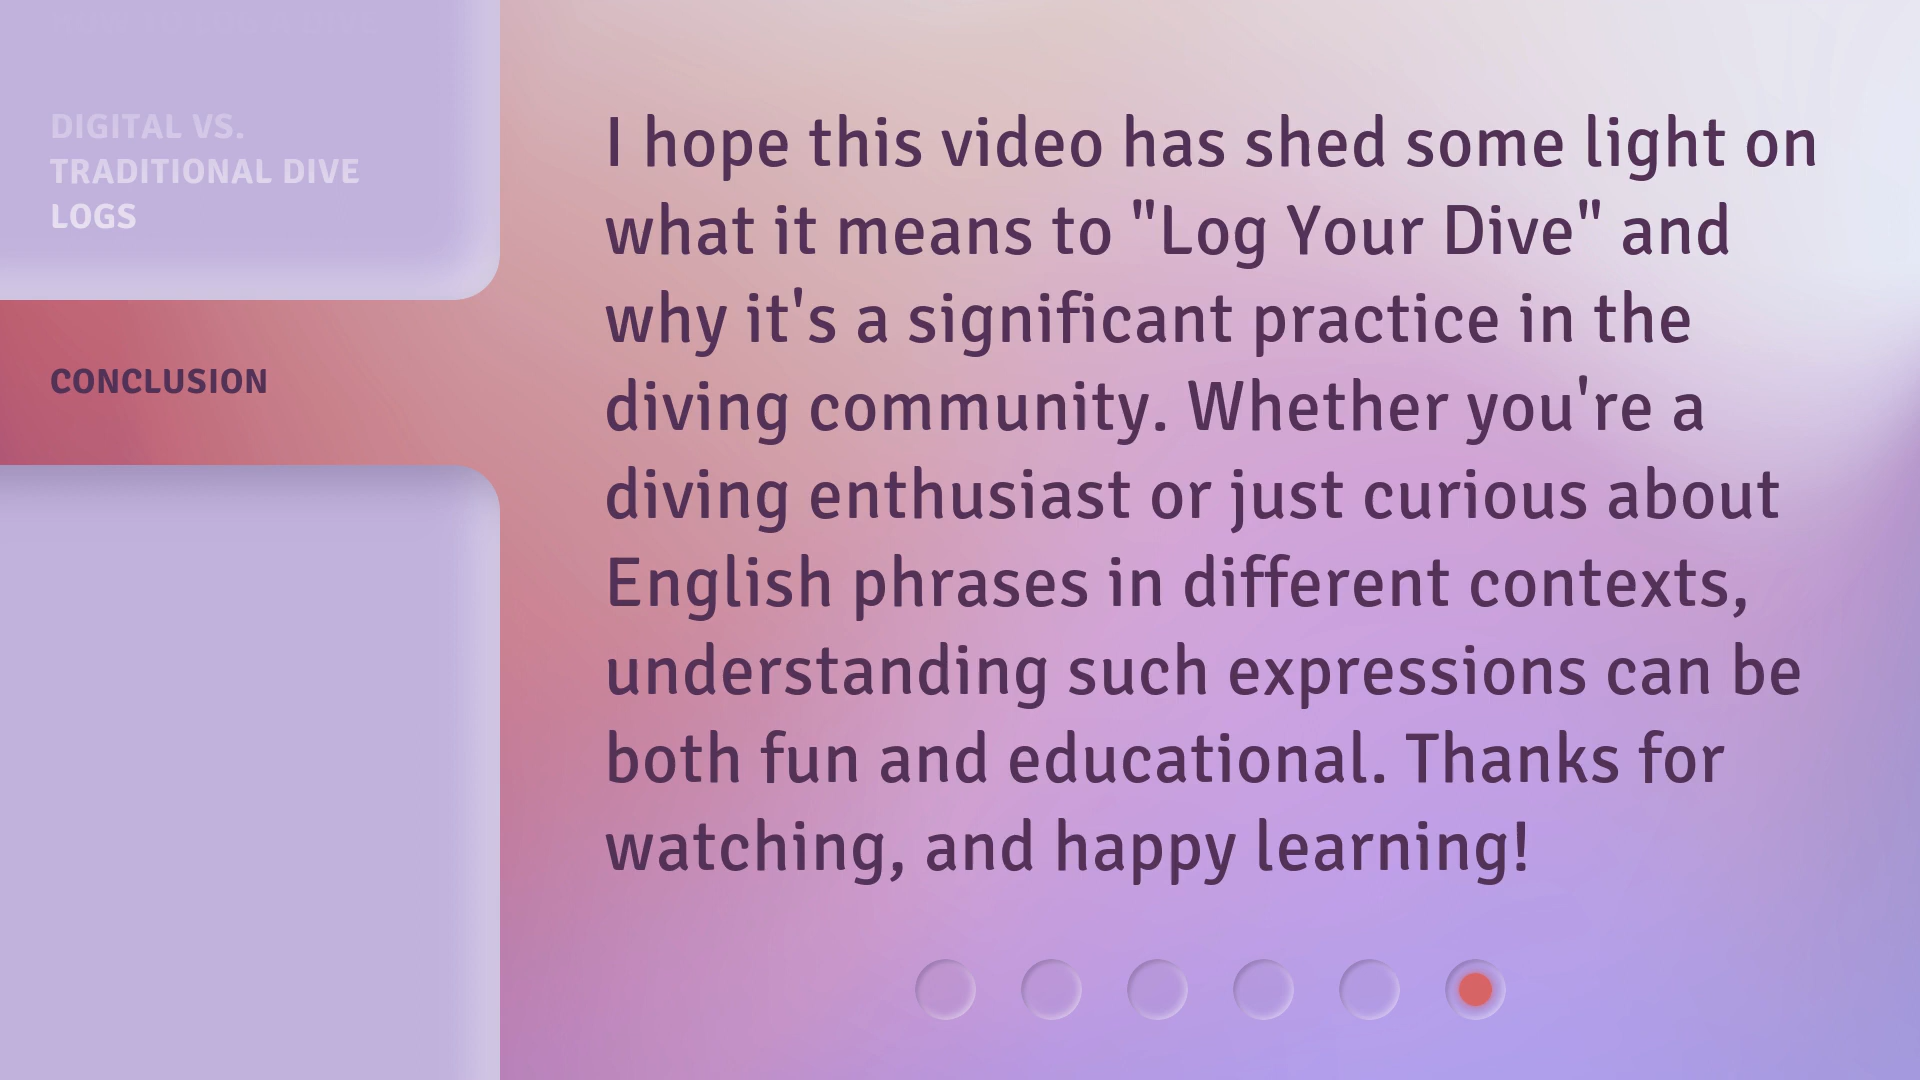 DIGITAL VS.
TRADITIONAL DIVE
LOGS
CONCLUSION
I hope this video has shed some light on
what it means to "Log Your Dive" and
why it's a significant practice in the
diving community. Whether you're a
diving enthusiast or just curious about
English phrases in different contexts,
understanding such expressions can be
both fun and educational. Thanks for
watching, and happy learning!